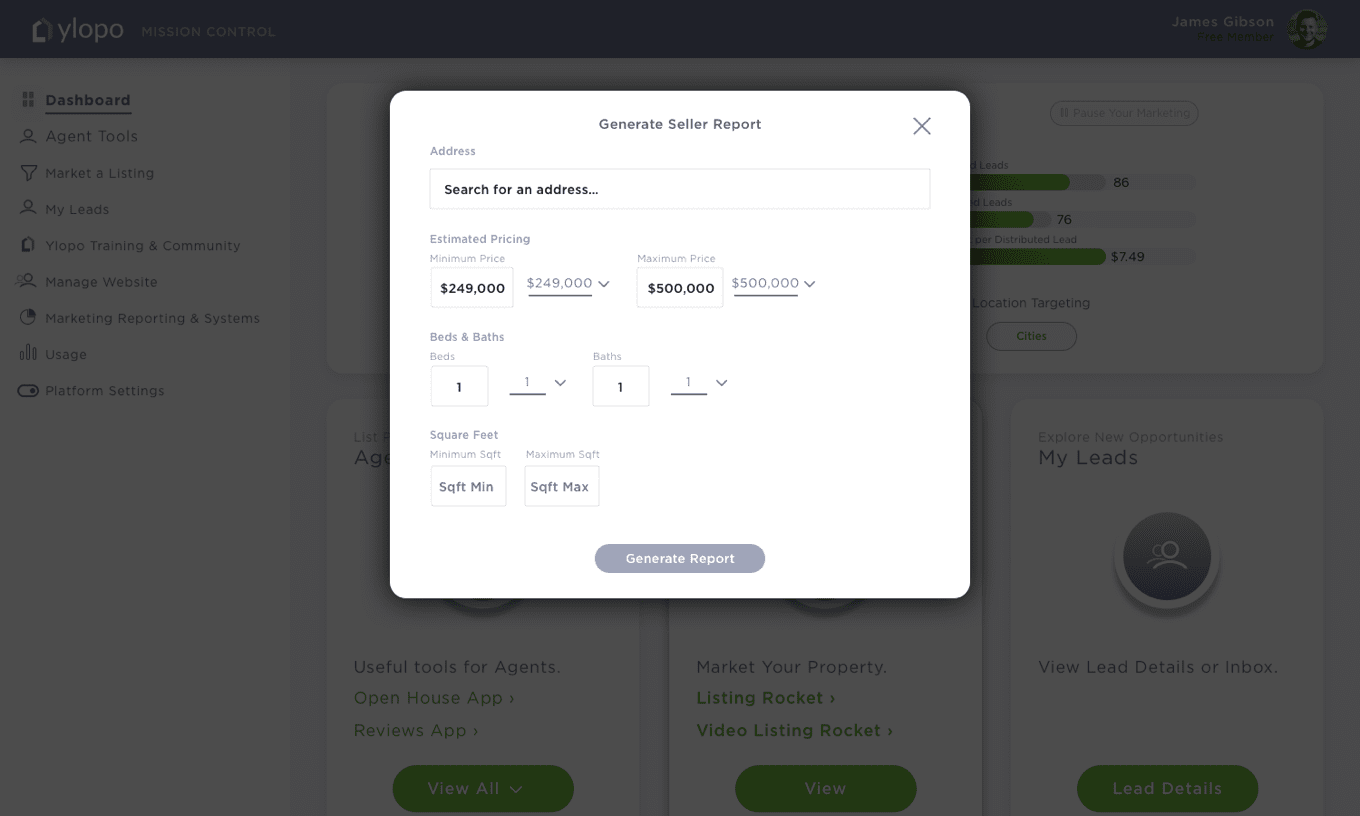 ylopo MISSION CONTROL
James Gibson
Free Member
Dashboard
Agent Tools
Market a Listing
My Leads
Ylopo Training & Community
Manage Website
Marketing Reporting & Systems
Usage
Platform Settings
Generate Seller Report
Address
Search for an address...
Estimated Pricing
Minimum Price Maximum Price
$249,000 $249,000 $500,000 $500,000
Beds & Baths
Beds Baths
1 1 1 1
Square Feet
Minimum Sqft Maximum Sqft
Sqft Min Sqft Max
Generate Report
Pause Your Marketing
Leads
86
Leads
76
per Distributed Lead
$7.49
Location Targeting
Cities
List
Useful tools for Agents.
Open House App ›
Reviews App ›
View All
Market Your Property.
Listing Rocket ›
Video Listing Rocket ›
View
Explore New Opportunities
My Leads
View Lead Details or Inbox.
Lead Details